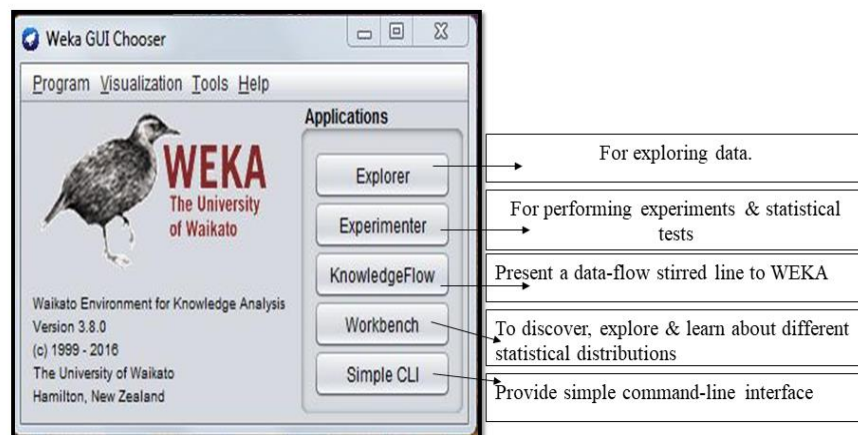 Weka GUI Chooser
Program Visualization Tools Help
WEKA
The University
of Waikato
Waikato Environment for Knowledge Analysis
Version 3.8.0
(c) 1999 - 2016
The University of Waikato
Hamilton, New Zealand
Applications
Explorer
Experimenter
KnowledgeFlow
Workbench
Simple CLI
For exploring data.
For performing experiments & statistical
tests
Present a data-flow stirred line to WEKA
To discover, explore & learn about different
statistical distributions
Provide simple command-line interface